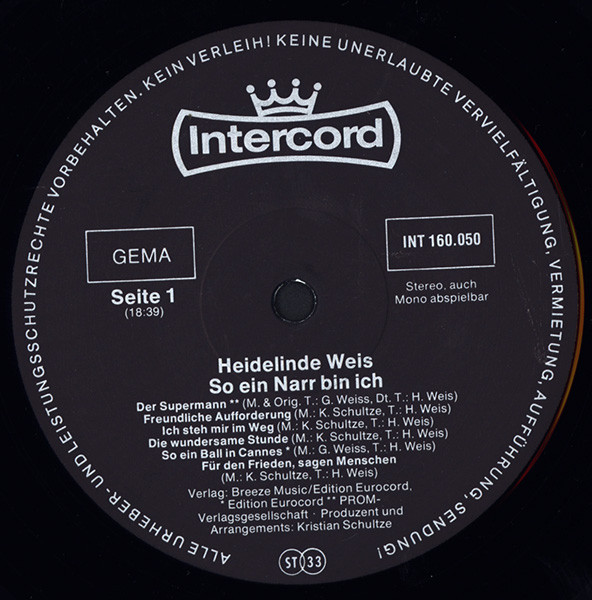 ALLE URHEBER- UND LEISTUNGSSCHUTZRECHTE VORBEHALTEN. KEIN VERLEIH! KEINE UNERLAUBTE VERVIELFÄLTIGUNG, VERMIETUNG, AUFFÜHRUNG, SENDUNG!
Intercord
GEMA
INT 160.050
Seite 1
(18:39)
Stereo, auch
Mono abspielbar
Heidelinde Weis
So ein Narr bin ich
Der Supermann ** (M. & Orig. T.: G. Weiss, Dt. T.: H. Weis)
Freundliche Aufforderung (M.: K. Schultze, T.: H. Weis)
Ich steh mir im Weg (M.: K. Schultze, T.: H. Weis)
Die wundersame Stunde (M.: K. Schultze, T.: H. Weis)
So ein Ball in Cannes * (M.: G. Weiss, T.: H. Weis)
Für den Frieden, sagen Menschen
(M.: K. Schultze, T.: H. Weis)
Verlag: Breeze Music/Edition Eurocord,
* Edition Eurocord ** PROM-
Verlagsgesellschaft · Produzent und
Arrangements: Kristian Schultze
ST 33